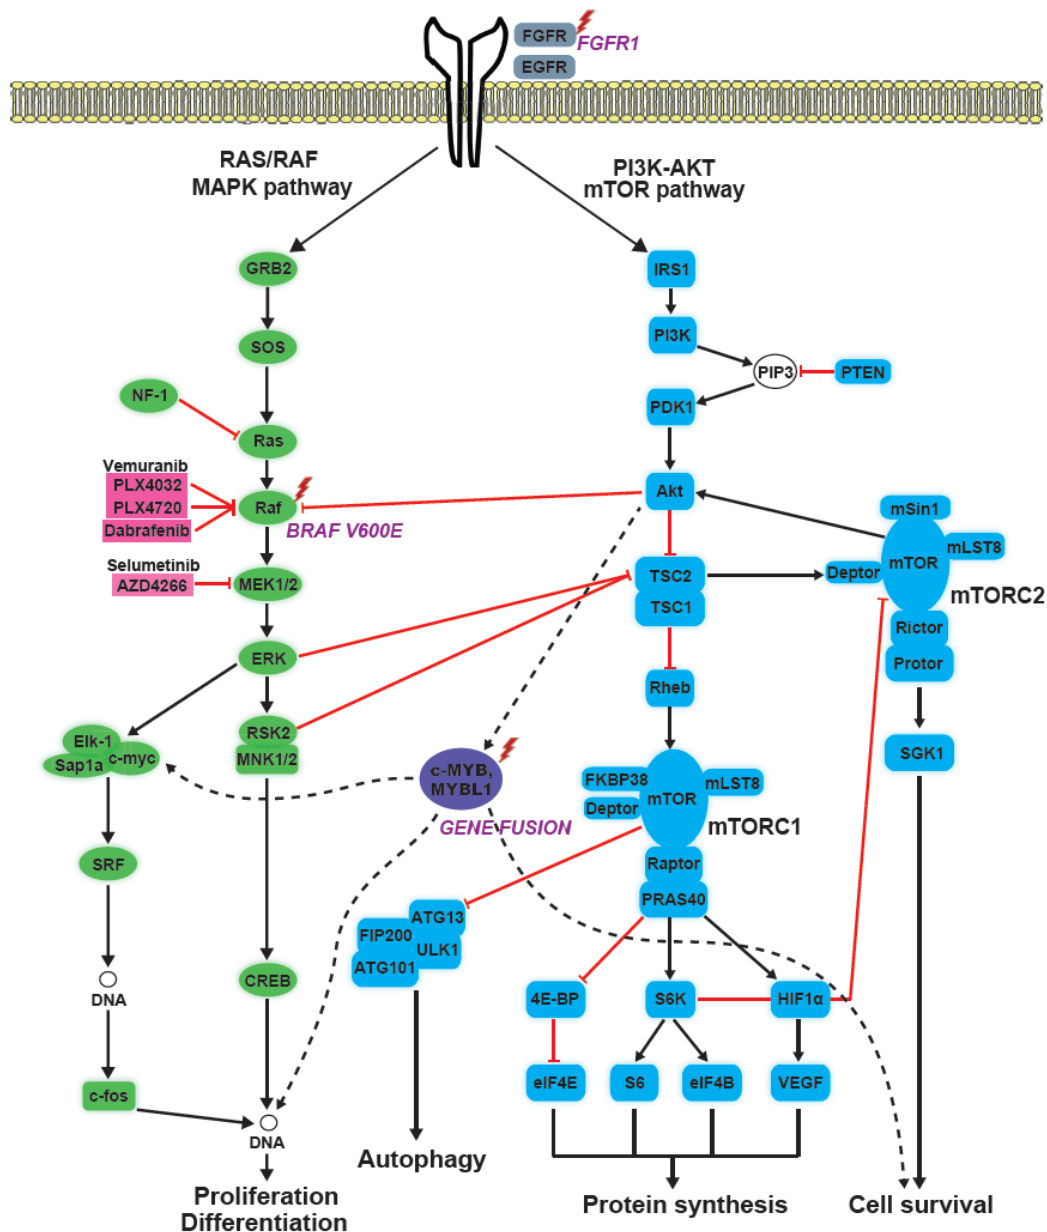 FGFR
FGFR1
EGFR
RAS/RAF
MAPK pathway
PI3K-AKT
mTOR pathway
GRB2
IRS1
SOS
PI3K
PIP3
PTEN
NF-1
PDK1
Ras
Vemuranib
PLX4032
PLX4720
Dabrafenib
Raf
BRAF V600E
Akt
mSin1
mTOR
mLST8
Deptor
mTORC2
Rictor
Protor
Selumetinib
AZD4266
MEK1/2
TSC2
TSC1
ERK
Rheb
SGK1
Elk-1
Sap1a
c-myc
RSK2
MNK1/2
c-MYB,
MYBL1
GENE FUSION
FKBP38
mTOR
mLST8
Deptor
mTORC1
Raptor
PRAS40
SRF
ATG13
FIP200
ULK1
ATG101
DNA
CREB
4E-BP
S6K
HIF1α
c-fos
eIF4E
S6
eIF4B
VEGF
DNA
Autophagy
Proliferation
Differentiation
Protein synthesis
Cell survival